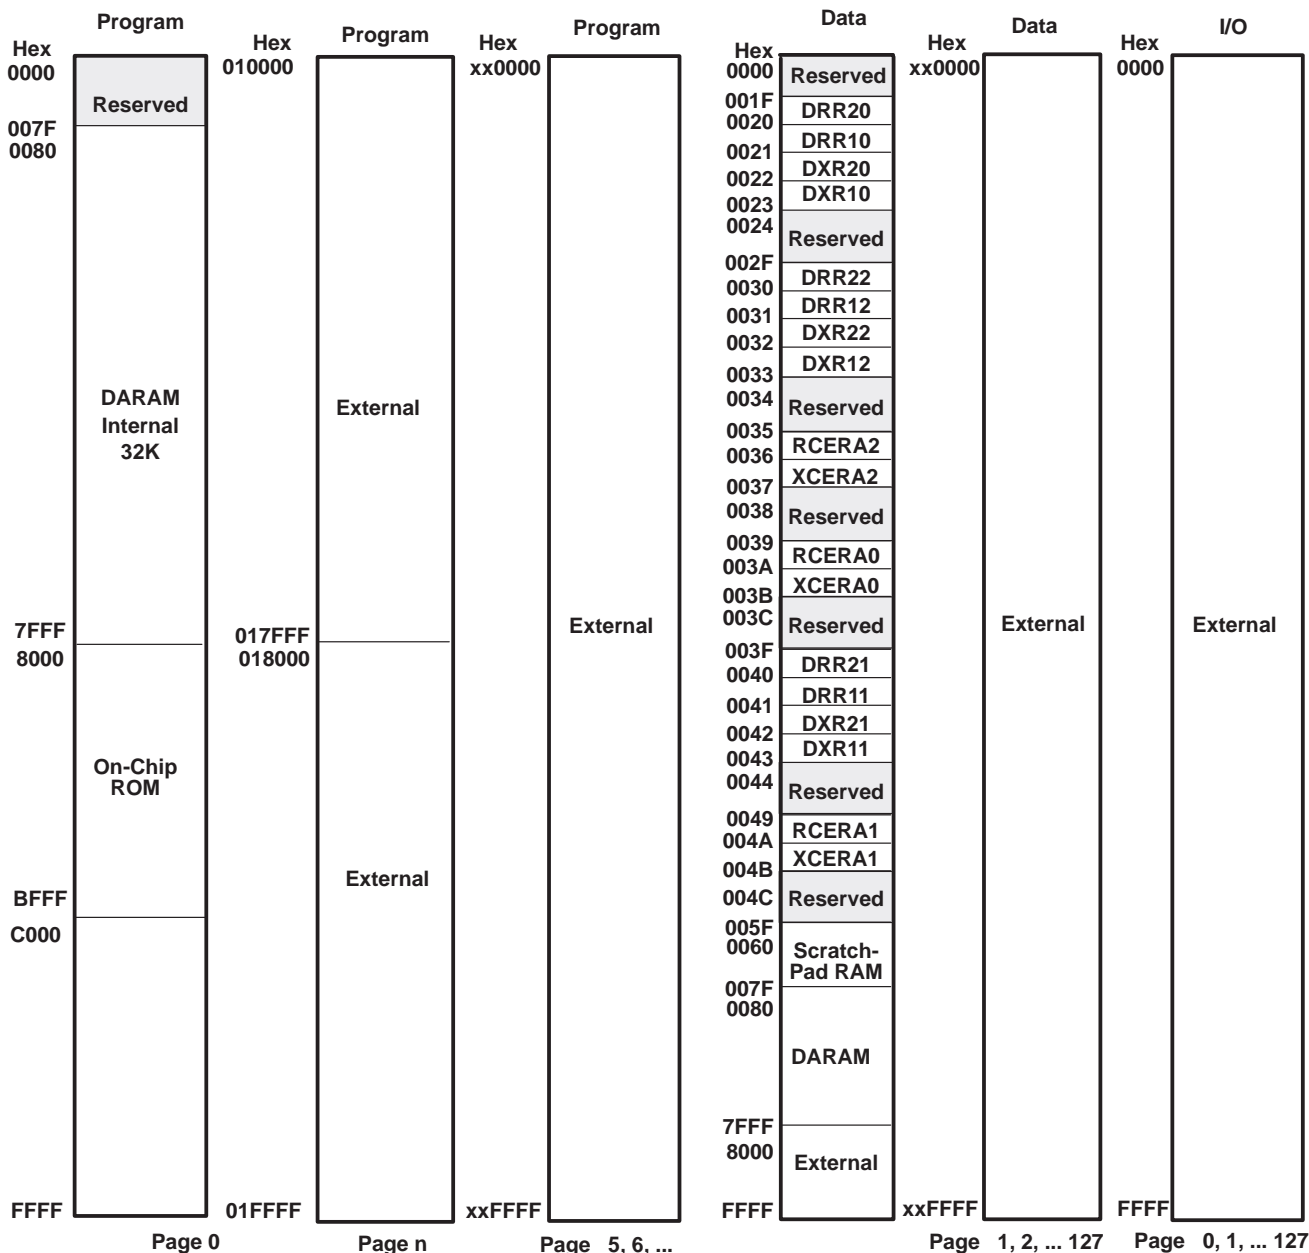 Program
Hex
0000
Reserved
007F
0080
DARAM
Internal
32K
7FFF
8000
On-Chip
ROM
BFFF
C000
FFFF
Page 0
Program
Hex
010000
External
017FFF
018000
External
01FFFF
Page n
Program
Hex
xx0000
External
xxFFFF
Page 5, 6, ...
Data
Hex
0000
Reserved
001F
0020
DRR20
DRR10
0021
DXR20
0022
DXR10
0023
0024
Reserved
002F
DRR22
0030
DRR12
0031
DXR22
0032
DXR12
0033
0034
Reserved
0035
RCERA2
0036
XCERA2
0037
0038
Reserved
0039
RCERA0
003A
XCERA0
003B
003C
Reserved
003F
DRR21
0040
DRR11
0041
DXR21
0042
DXR11
0043
0044
Reserved
0049
RCERA1
004A
XCERA1
004B
004C
Reserved
005F
0060
Scratch-
Pad RAM
007F
0080
DARAM
7FFF
8000
External
FFFF
Data
Hex
xx0000
External
xxFFFF
Page 1, 2, ... 127
I/O
Hex
0000
External
FFFF
Page 0, 1, ... 127